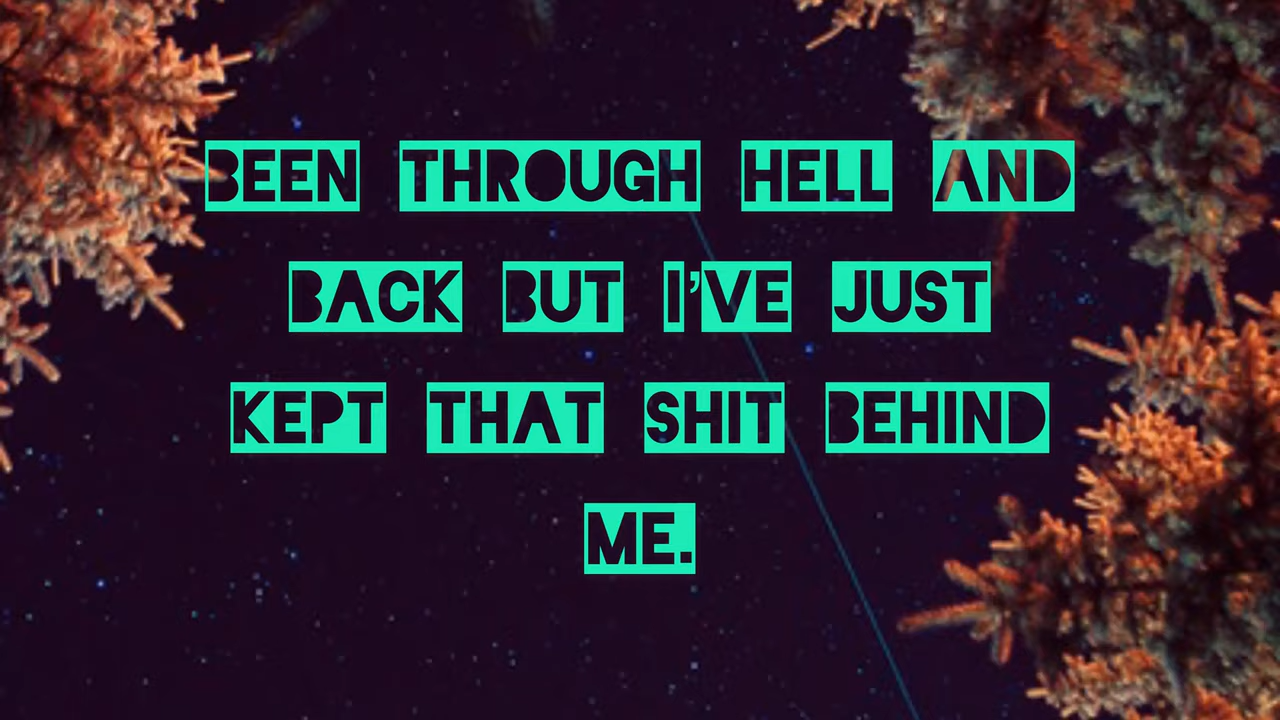 BEEN THROUGH HELL AND
BACK BUT I'VE JUST
KEPT THAT SHIT BEHIND
ME.